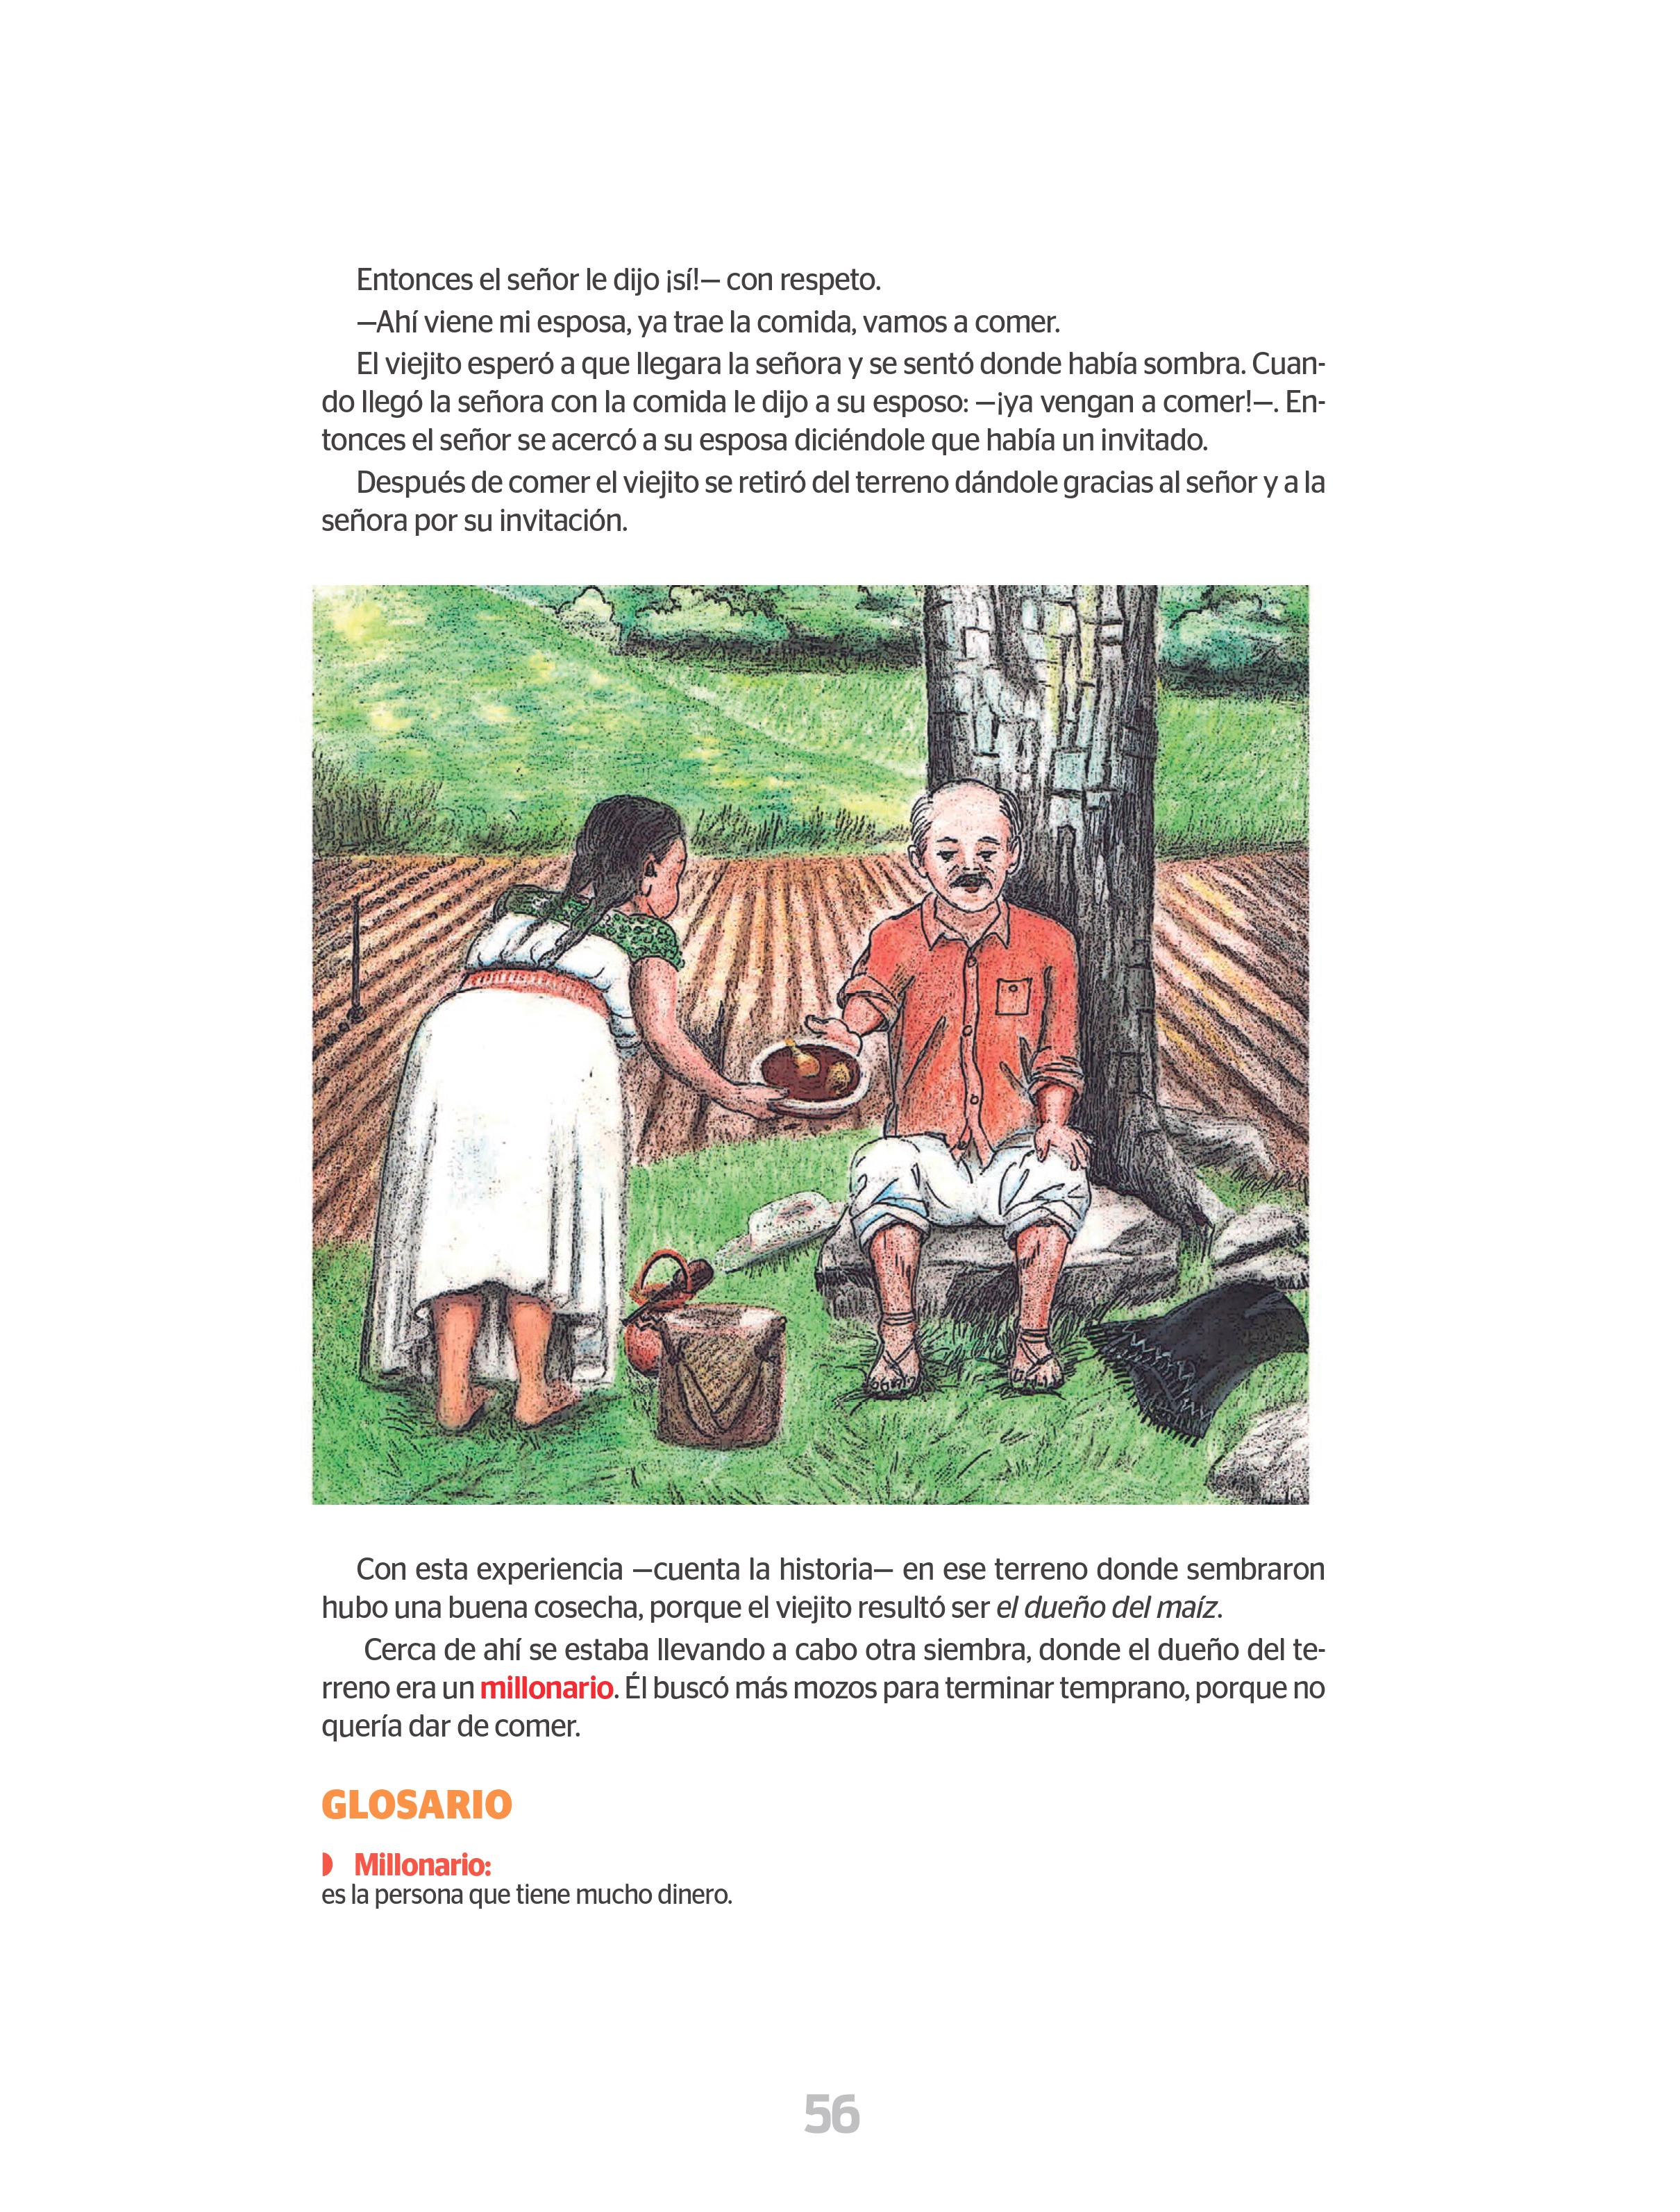 Entonces el señor le dijo ¡sí!— con respeto.
—Ahí viene mi esposa, ya trae la comida, vamos a comer.
El viejito esperó a que llegara la señora y se sentó donde había sombra. Cuan-
do llegó la señora con la comida le dijo a su esposo: —¡ya vengan a comer!—. En-
tonces el señor se acercó a su esposa diciéndole que había un invitado.
Después de comer el viejito se retiró del terreno dándole gracias al señor y a la
señora por su invitación.
Con esta experiencia —cuenta la historia— en ese terreno donde sembraron
hubo una buena cosecha, porque el viejito resultó ser el dueño del maíz.
Cerca de ahí se estaba llevando a cabo otra siembra, donde el dueño del te-
rreno era un millonario. Él buscó más mozos para terminar temprano, porque no
quería dar de comer.
GLOSARIO
◗ Millonario:
es la persona que tiene mucho dinero.
56